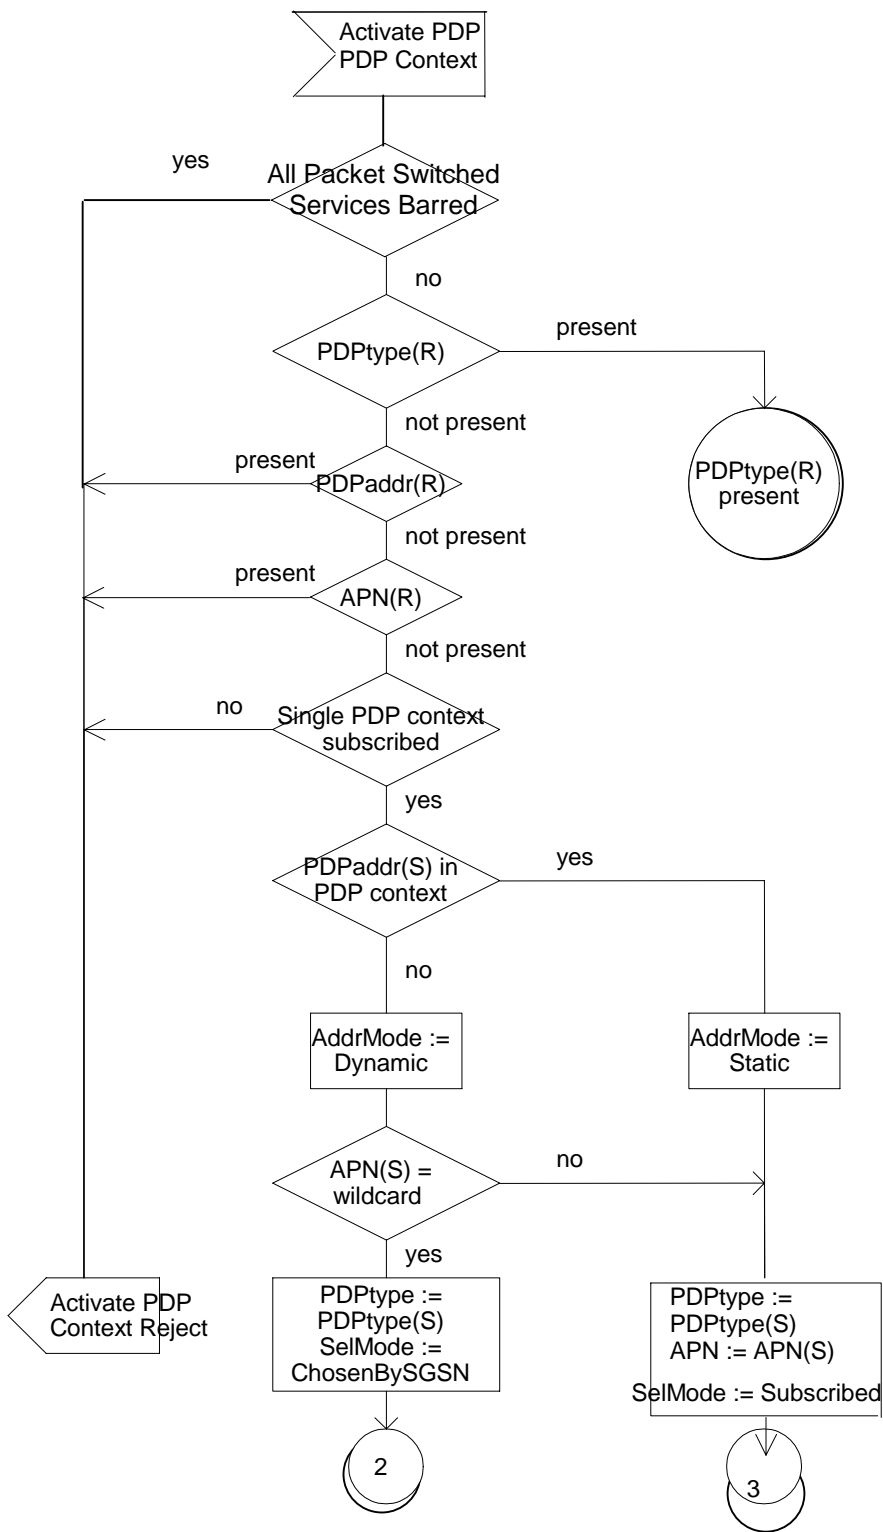 Activate PDP
PDP Context
yes
All Packet Switched
Services Barred
no
PDPtype(R)
present
not present
PDPtype(R)
present
present
PDPaddr(R)
not present
present
APN(R)
not present
no
Single PDP context
subscribed
yes
PDPaddr(S) in
PDP context
yes
no
AddrMode :=
Dynamic
AddrMode :=
Static
APN(S) =
wildcard
no
yes
Activate PDP
Context Reject
PDPtype :=
PDPtype(S)
SelMode :=
ChosenBySGSN
PDPtype :=
PDPtype(S)
APN := APN(S)
SelMode := Subscribed
2
3